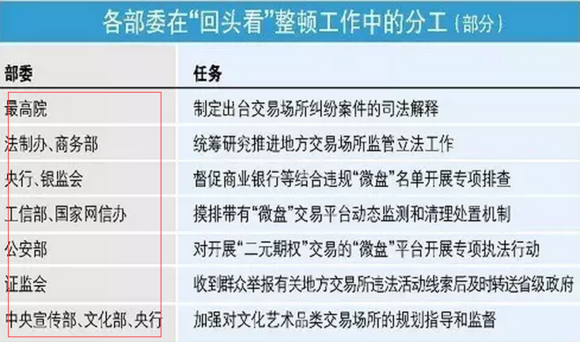 各部委在“回头看”整顿工作中的分工（部分）
部委 任务
最高院 制定出台交易场所纠纷案件的司法解释
法制办、商务部 统筹研究推进地方交易场所监管立法工作
央行、银监会 督促商业银行等结合违规“微盘”名单开展专项排查
工信部、国家网信办 摸排带有“微盘”交易平台动态监测和清理处置机制
公安部 对开展“二元期权”交易的“微盘”平台开展专项执法行动
证监会 收到群众举报有关地方交易所违法活动线索后及时转送省级政府
中央宣传部、文化部、央行 加强对文化艺术品类交易场所的规划指导和监督